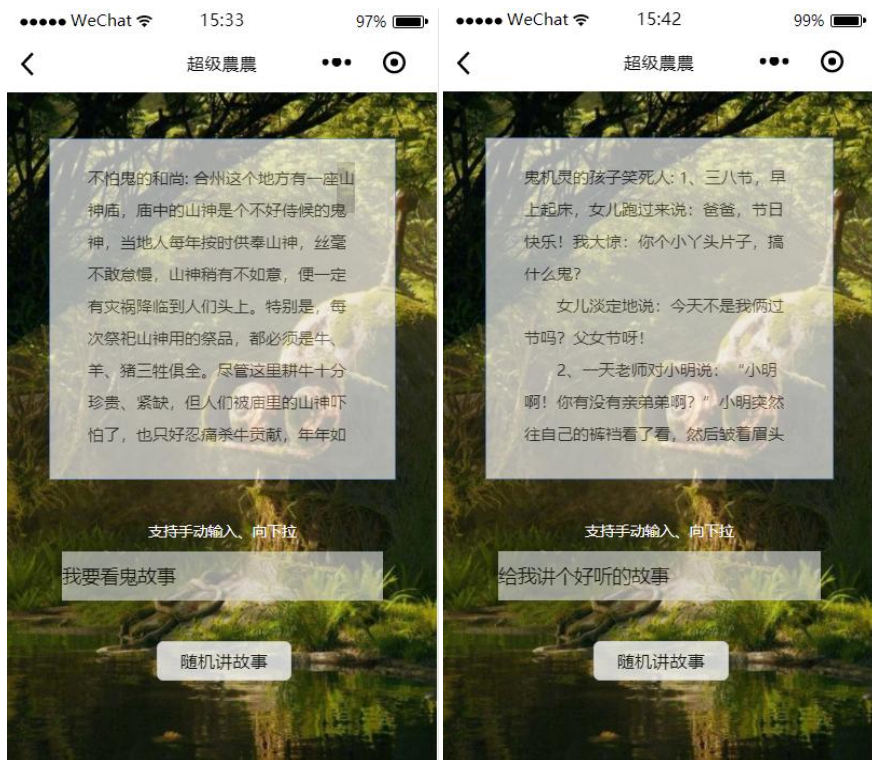 WeChat 15:33 97%
超级農農
不怕鬼的和尚: 合州这个地方有一座山
神庙，庙中的山神是个不好侍候的鬼
神，当地人每年按时供奉山神，丝毫
不敢怠慢，山神稍有不如意，便一定
有灾祸降临到人们头上。特别是，每
次祭祀山神用的祭品，都必须是牛、
羊、猪三牲俱全。尽管这里耕牛十分
珍贵、紧缺，但人们被庙里的山神吓
怕了，也只好忍痛杀牛贡献，年年如
支持手动输入、向下拉
我要看鬼故事
随机讲故事
WeChat 15:42 99%
超级農農
鬼机灵的孩子笑死人: 1、三八节，早
上起床，女儿跑过来说：爸爸，节日
快乐！我大惊：你个小丫头片子，搞
什么鬼？
女儿淡定地说：今天不是我俩过
节吗？父女节呀！
2、一天老师对小明说：“小明
啊！你有没有亲弟弟啊？”小明突然
往自己的裤裆看了看，然后皱着眉头
支持手动输入、向下拉
给我讲个好听的故事
随机讲故事